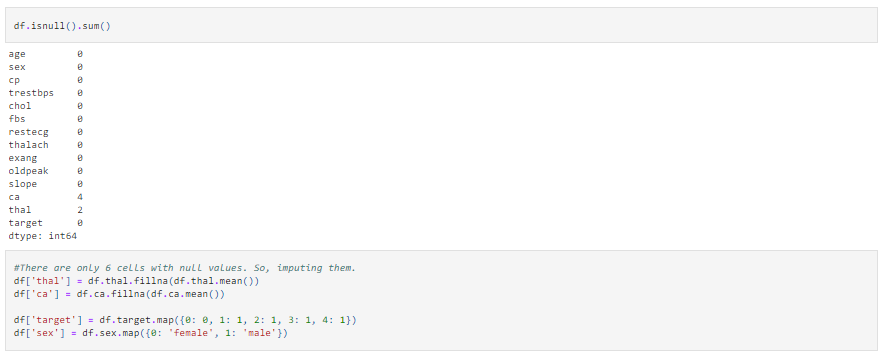 df.isnull().sum()
age 0
sex 0
cp 0
trestbps 0
chol 0
fbs 0
restecg 0
thalach 0
exang 0
oldpeak 0
slope 0
ca 4
thal 2
target 0
dtype: int64
#There are only 6 cells with null values. So, imputing them.
df['thal'] = df.thal.fillna(df.thal.mean())
df['ca'] = df.ca.fillna(df.ca.mean())
df['target'] = df.target.map({0: 0, 1: 1, 2: 1, 3: 1, 4: 1})
df['sex'] = df.sex.map({0: 'female', 1: 'male'})